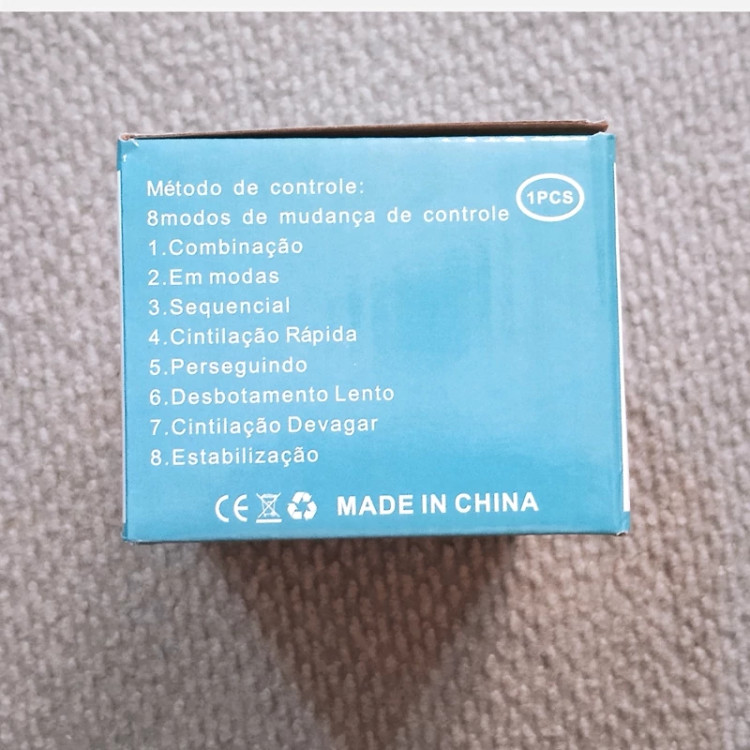 Método de controle:
8modos de mudança de controle
1PCS
1.Combinação
2.Em modas
3.Sequencial
4.Cintilação Rápida
5.Perseguindo
6.Desbotamento Lento
7.Cintilação Devagar
8.Estabilização
CE MADE IN CHINA